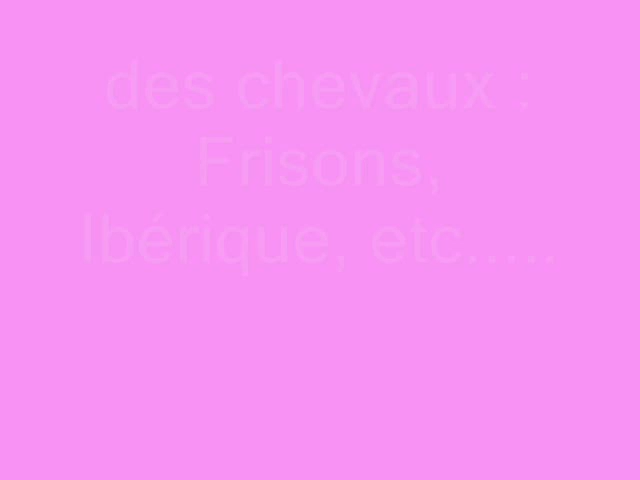 des chevaux :
Frisons,
Ibérique, etc.....